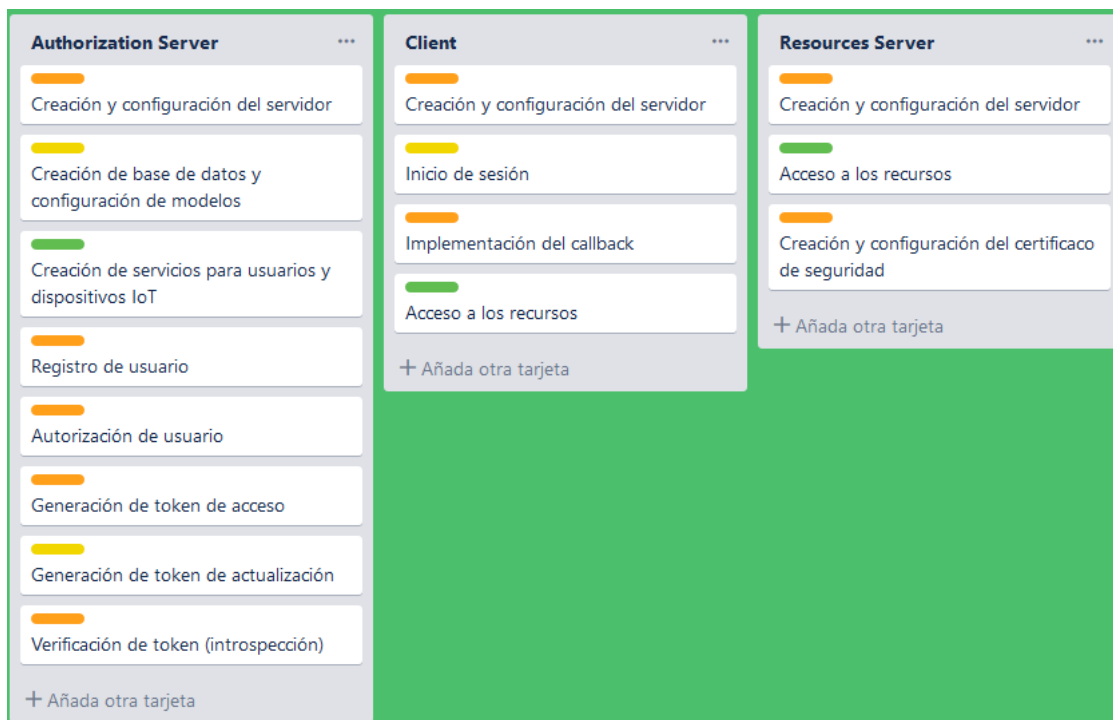 Authorization Server
Creación y configuración del servidor
Creación de base de datos y
configuración de modelos
Creación de servicios para usuarios y
dispositivos IoT
Registro de usuario
Autorización de usuario
Generación de token de acceso
Generación de token de actualización
Verificación de token (introspección)
+ Añada otra tarjeta
Client
Creación y configuración del servidor
Inicio de sesión
Implementación del callback
Acceso a los recursos
+ Añada otra tarjeta
Resources Server
Creación y configuración del servidor
Acceso a los recursos
Creación y configuración del certificaco
de seguridad
+ Añada otra tarjeta